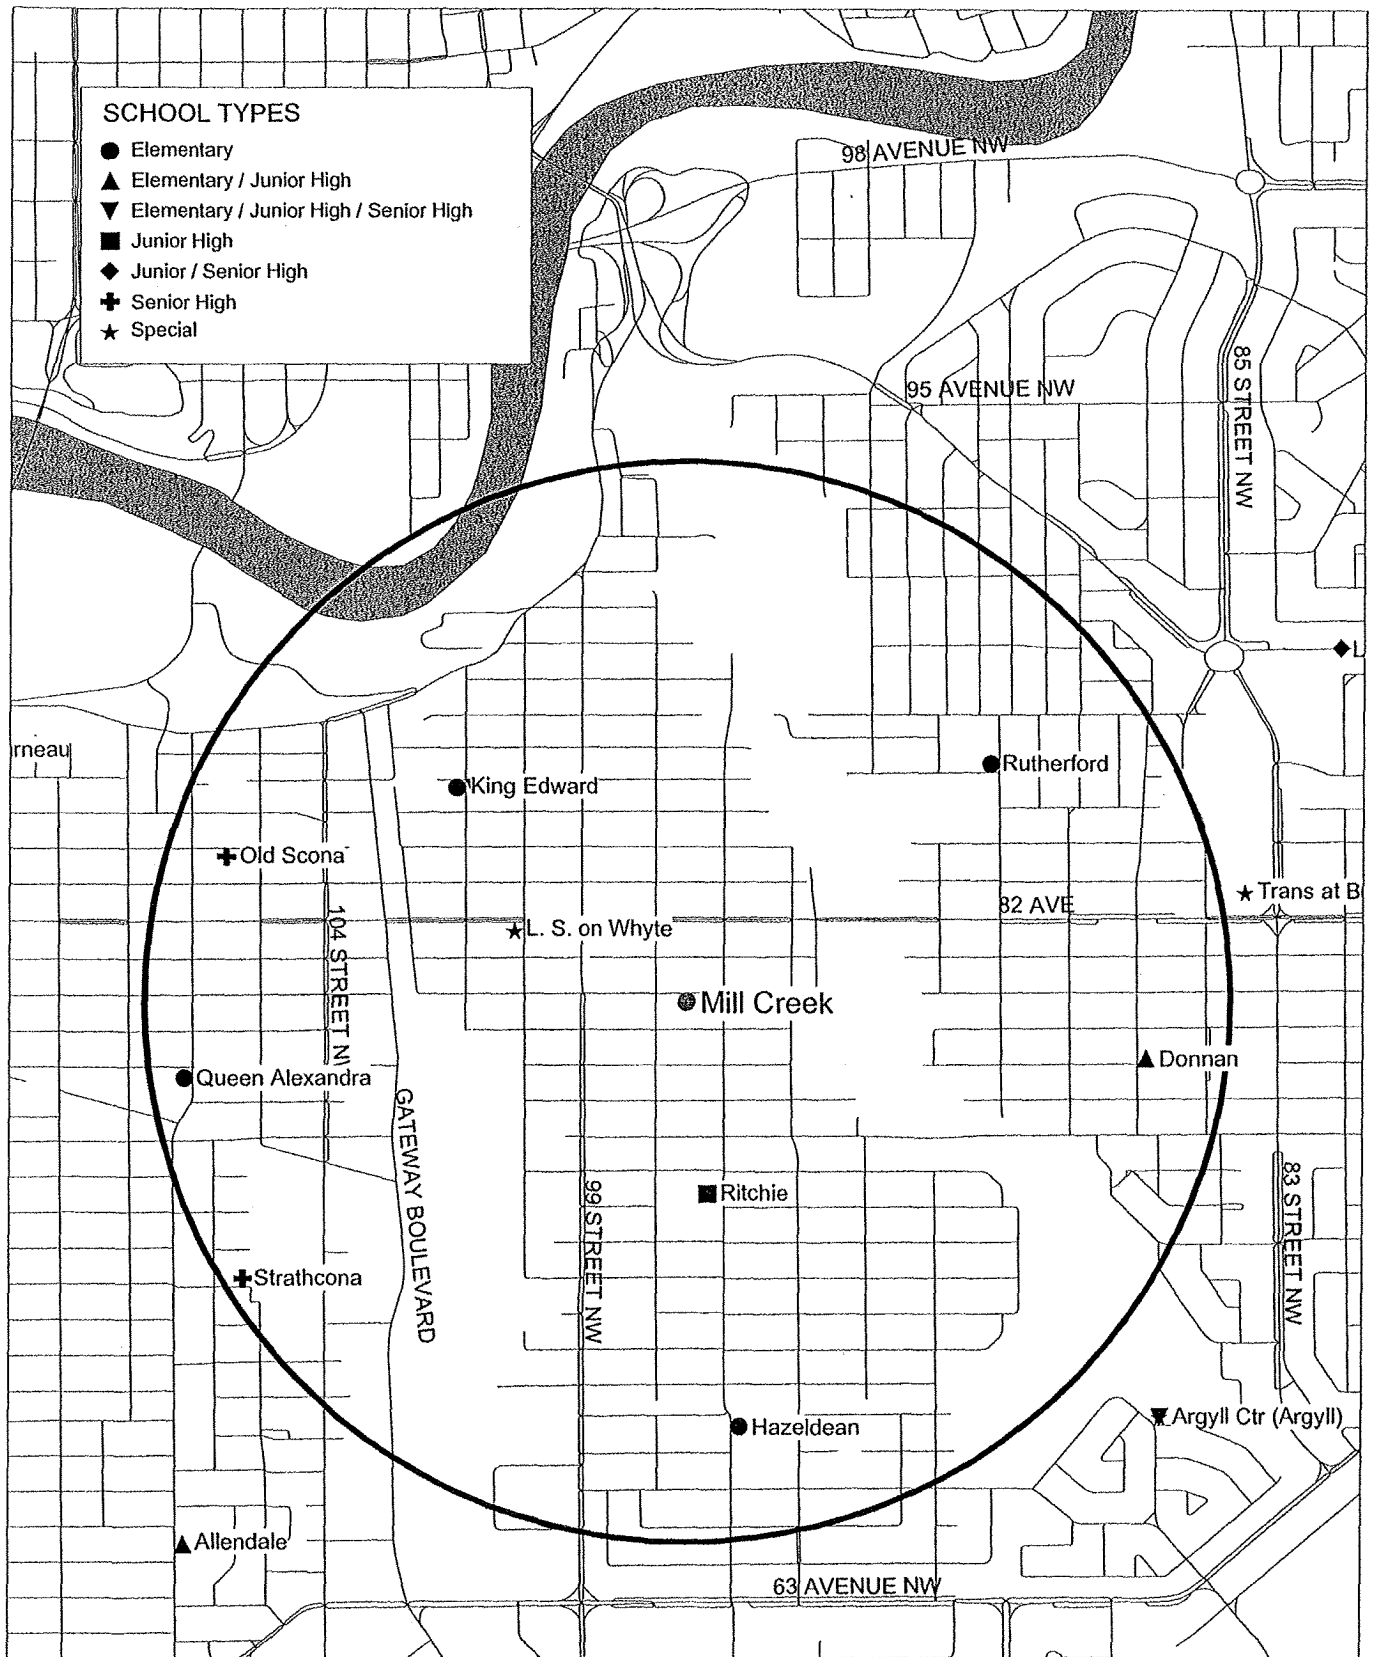 SCHOOL TYPES
Elementary
Elementary / Junior High
Elementary / Junior High / Senior High
Junior High
Junior / Senior High
Senior High
Special
98 AVENUE NW
95 AVENUE NW
85 STREET NW
L
rneau
Rutherford
King Edward
Old Scona
Trans at B
82 AVE
104 STREET N
L. S. on Whyte
Mill Creek
Donnan
Queen Alexandra
GATEWAY BOULEVARD
Ritchie
99 STREET NW
83 STREET NW
Strathcona
Argyll Ctr (Argyll)
Hazeldean
Allendale
63 AVENUE NW